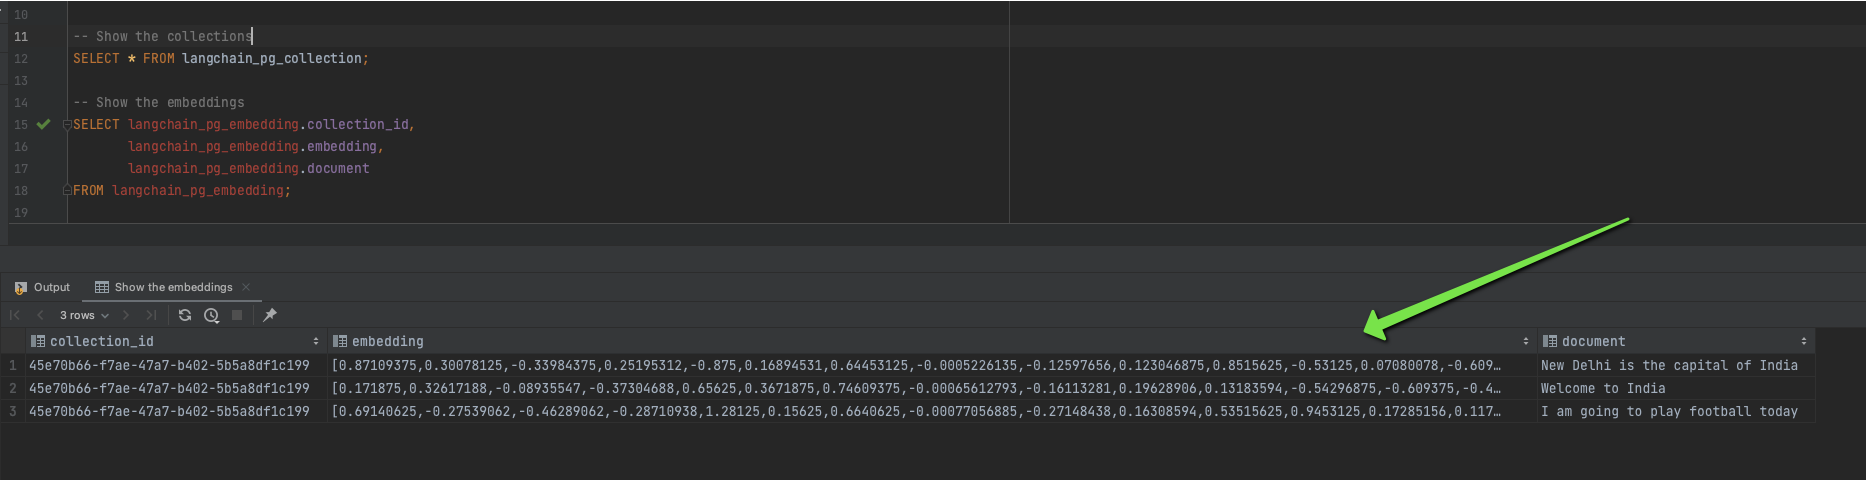 10
11 -- Show the collections
12 SELECT * FROM langchain_pg_collection;
13
14 -- Show the embeddings
15 SELECT langchain_pg_embedding.collection_id,
16 langchain_pg_embedding.embedding,
17 langchain_pg_embedding.document
18 FROM langchain_pg_embedding;
19
Output Show the embeddings
3 rows
collection_id embedding document
1 45e70b66-f7ae-47a7-b402-5b5a8df1c199 [0.87109375,0.30078125,-0.33984375,0.25195312,-0.875,0.16894531,0.64453125,-0.0005226135,-0.12597656,0.123046875,0.8515625,-0.53125,0.07080078,-0.609… New Delhi is the capital of India
2 45e70b66-f7ae-47a7-b402-5b5a8df1c199 [0.171875,0.32617188,-0.08935547,-0.37304688,0.65625,0.3671875,0.74609375,-0.00065612793,-0.16113281,0.19628906,0.13183594,-0.54296875,-0.609375,-0.4… Welcome to India
3 45e70b66-f7ae-47a7-b402-5b5a8df1c199 [0.69140625,-0.27539062,-0.46289062,-0.28710938,1.28125,0.15625,0.6640625,-0.00077056885,-0.27148438,0.16308594,0.53515625,0.9453125,0.17285156,0.117… I am going to play football today